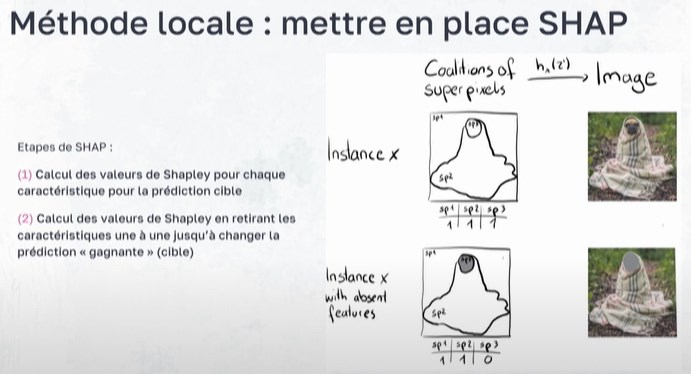 Méthode locale : mettre en place SHAP
Etapes de SHAP :
(1) Calcul des valeurs de Shapley pour chaque
caractéristique pour la prédiction cible
(2) Calcul des valeurs de Shapley en retirant les
caractéristiques une à une jusqu'à changer la
prédiction « gagnante » (cible)
Coalitions of
superpixels
hₓ(z')
Image
Instance x
sp1
sp3
sp2
sp1 sp2 sp3
1 1 1
Instance x
with absent
features
sp1
sp2
sp1 sp2 sp3
1 1 0